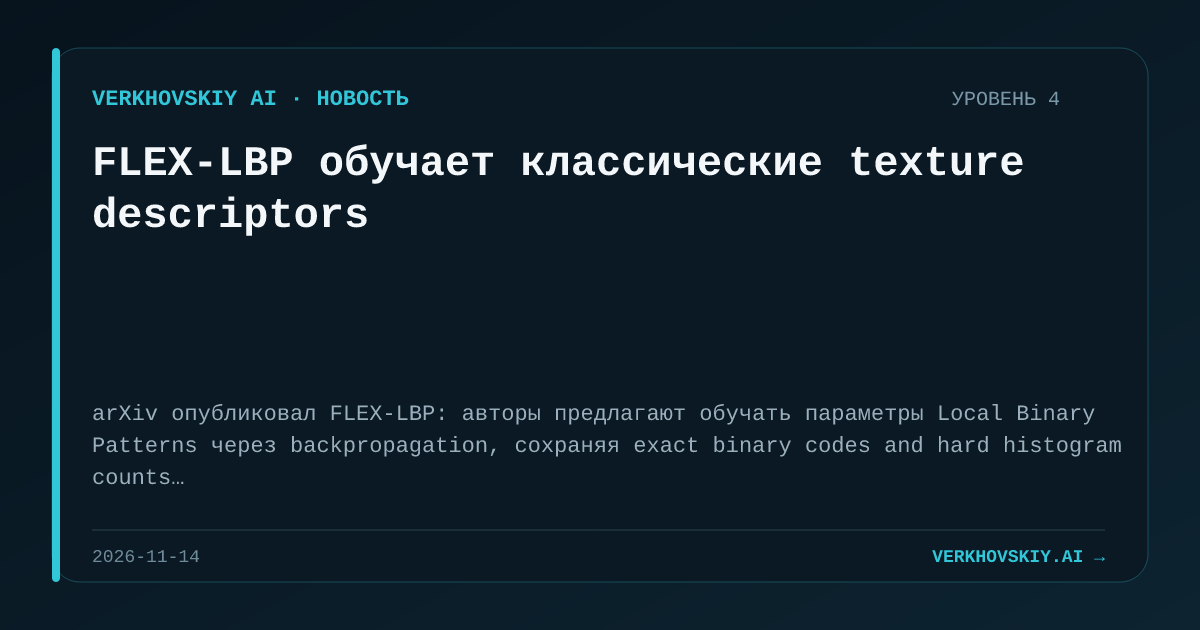 VERKHOVSKIY AI · НОВОСТЬ
УРОВЕНЬ 4
FLEX-LBP обучает классические texture
descriptors
arXiv опубликовал FLEX-LBP: авторы предлагают обучать параметры Local Binary
Patterns через backpropagation, сохраняя exact binary codes and hard histogram
counts…
2026-11-14
VERKHOVSKIY.AI →